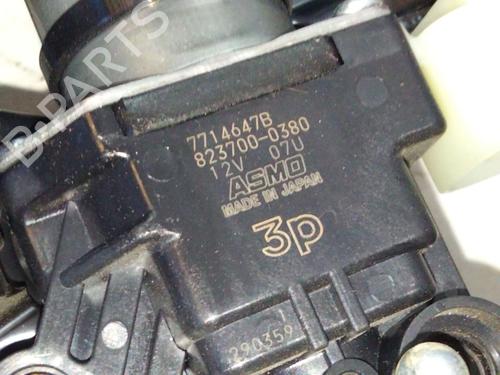 B-PARTS
7714647B
823700-0380
12V 07U
ASMO
MADE IN JAPAN
3P
290359